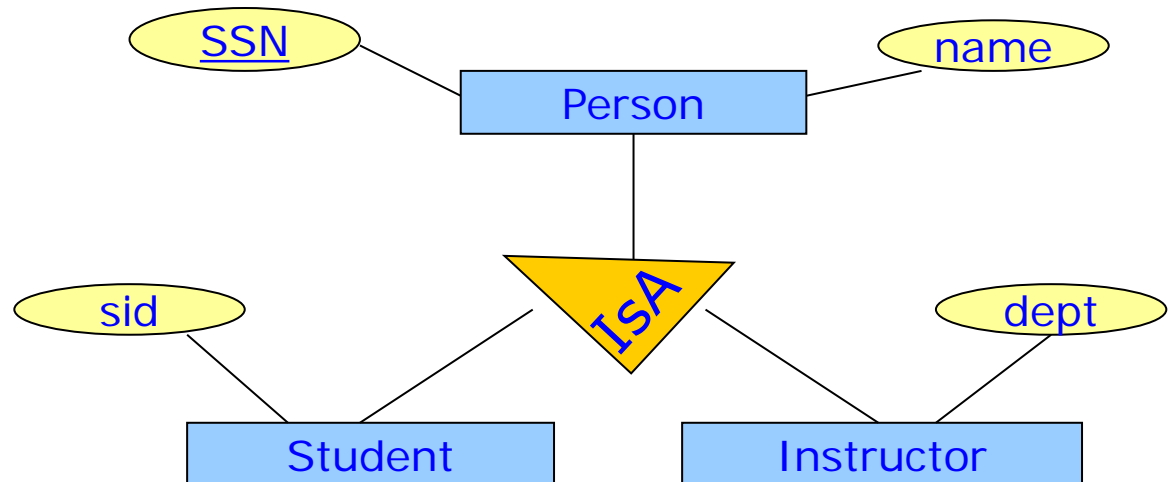 SSN
name
Person
IsA
sid
dept
Student
Instructor